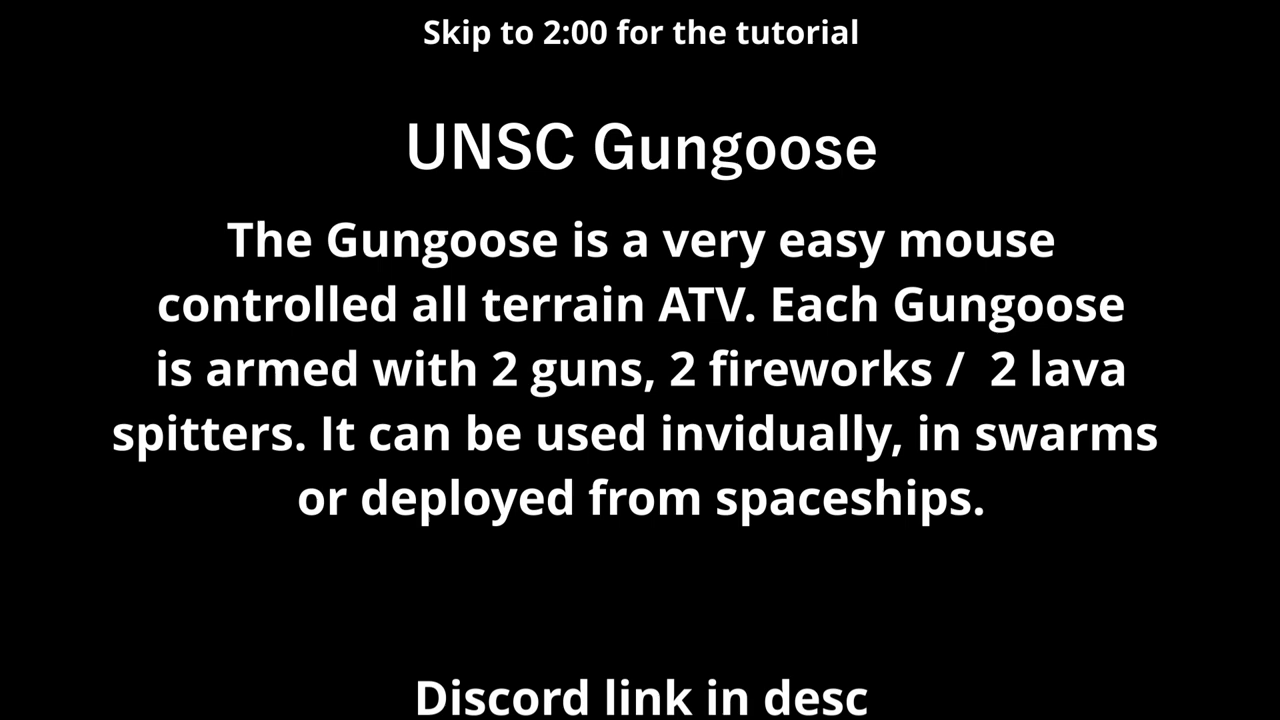 Skip to 2:00 for the tutorial
UNSC Gungoose
The Gungoose is a very easy mouse
controlled all terrain ATV. Each Gungoose
is armed with 2 guns, 2 fireworks /  2 lava
spitters. It can be used invidually, in swarms
or deployed from spaceships.
Discord link in desc